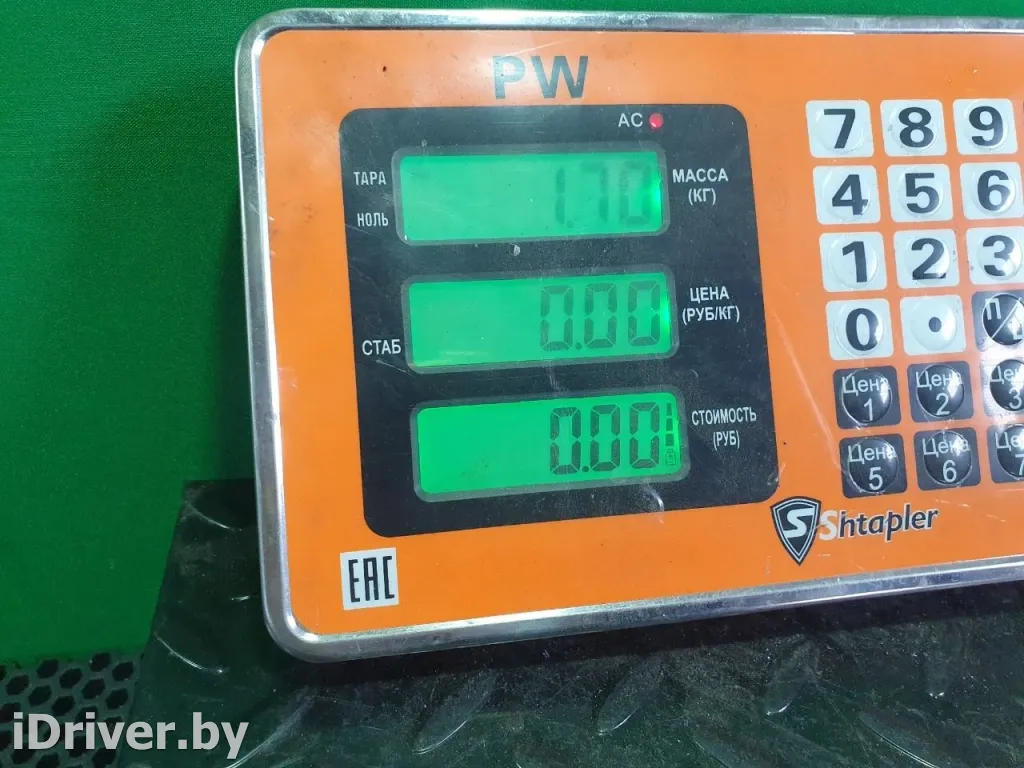 PW
AC
ТАРА
НОЛЬ
1.70
МАССА
(КГ)
0.00
ЦЕНА
(РУБ/КГ)
СТАБ
0.00
СТОИМОСТЬ
(РУБ)
7 8 9
4 5 6
1 2 3
0 .
Цена 1
Цена 2
3
Цена 5
Цена 6
7
S Shtapler
EAC
iDriver.by